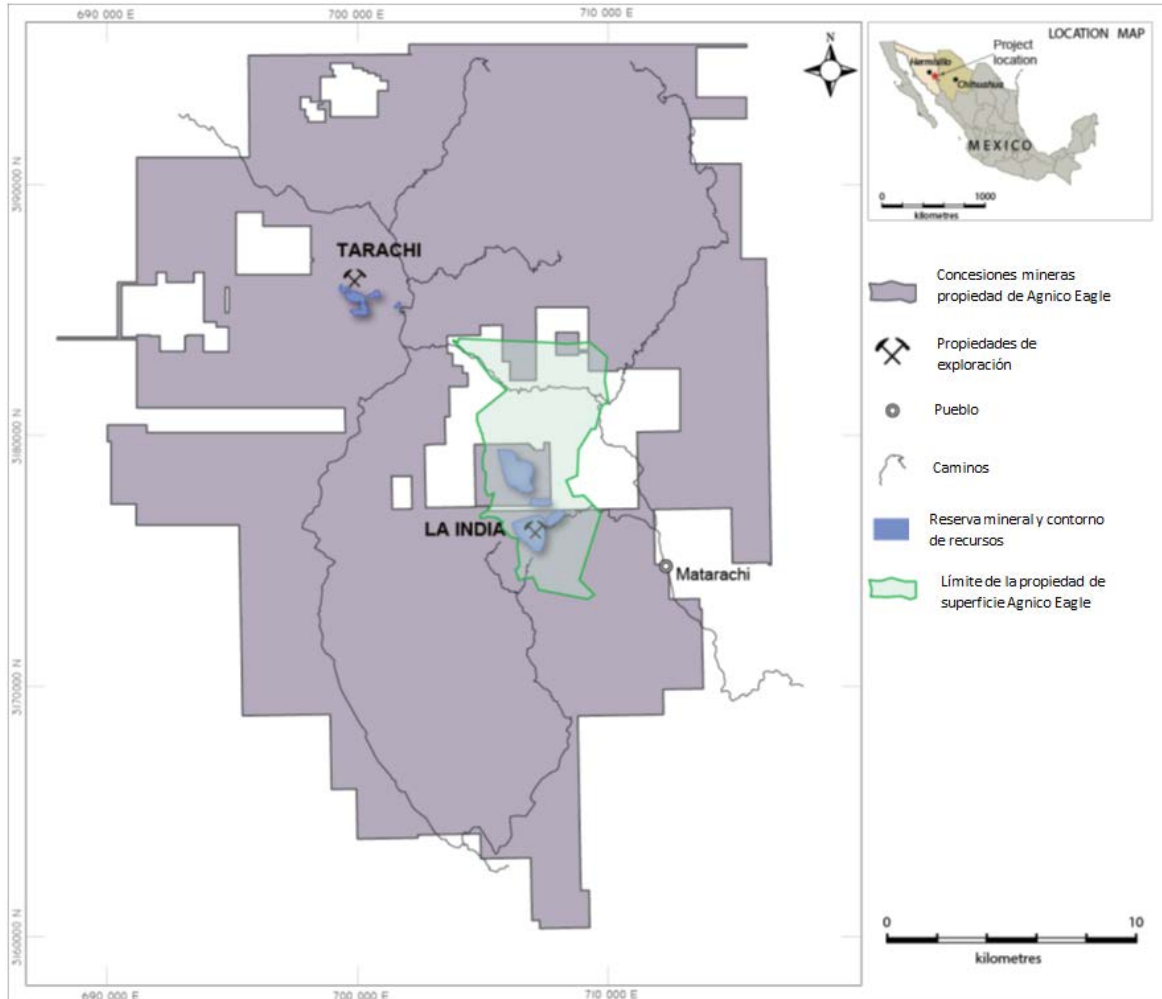 690 000 E
700 000 E
710 000 E
N
LOCATION MAP
Project
location
Hermisillo
Chihuahua
MEXICO
0
1000
kilometres
3190000 N
3180000 N
3170000 N
3160000 N
TARACHI
LA INDIA
Matarachi
Concesiones mineras
propiedad de Agnico Eagle
Propiedades de
exploración
Pueblo
Caminos
Reserva mineral y contorno
de recursos
Límite de la propiedad de
superficie Agnico Eagle
0
10
kilometres
690 000 E
700 000 E
710 000 E